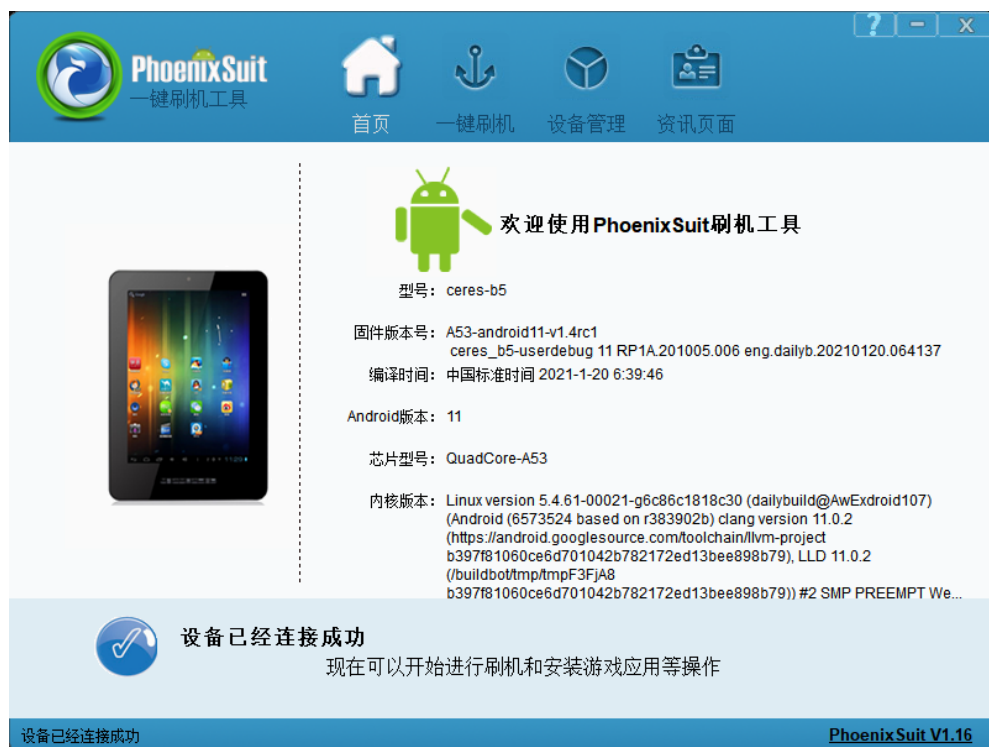 PhoenixSuit
一键刷机工具
首页
一键刷机
设备管理
资讯页面
欢迎使用PhoenixSuit刷机工具
型号： ceres-b5
固件版本号： A53-android11-v1.4rc1
ceres_b5-userdebug 11 RP1A.201005.006 eng.dailyb.20210120.064137
编译时间： 中国标准时间 2021-1-20 6:39:46
Android版本： 11
芯片型号： QuadCore-A53
内核版本： Linux version 5.4.61-00021-g6c86c1818c30 (dailybuild@AwExdroid107)
(Android (6573524 based on r383902b) clang version 11.0.2
(https://android.googlesource.com/toolchain/llvm-project
b397f81060ce6d701042b782172ed13bee898b79), LLD 11.0.2
(/buildbot/tmp/tmpF3FjA8
b397f81060ce6d701042b782172ed13bee898b79)) #2 SMP PREEMPT We...
设备已经连接成功
现在可以开始进行刷机和安装游戏应用等操作
设备已经连接成功
PhoenixSuit V1.16